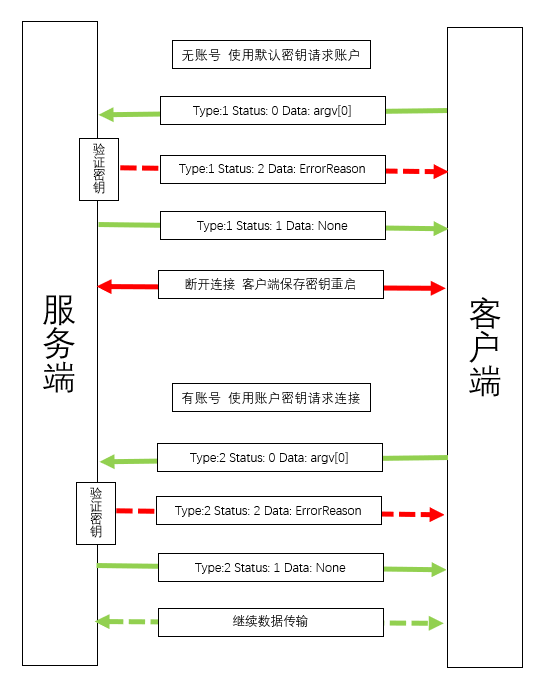 无账号 使用默认密钥请求账户
Type:1 Status: 0 Data: argv[0]
验证密钥
Type:1 Status: 2 Data: ErrorReason
Type:1 Status: 1 Data: None
断开连接 客户端保存密钥重启
服务端
客户端
有账号 使用账户密钥请求连接
Type:2 Status: 0 Data: argv[0]
验证密钥
Type:2 Status: 2 Data: ErrorReason
Type:2 Status: 1 Data: None
继续数据传输